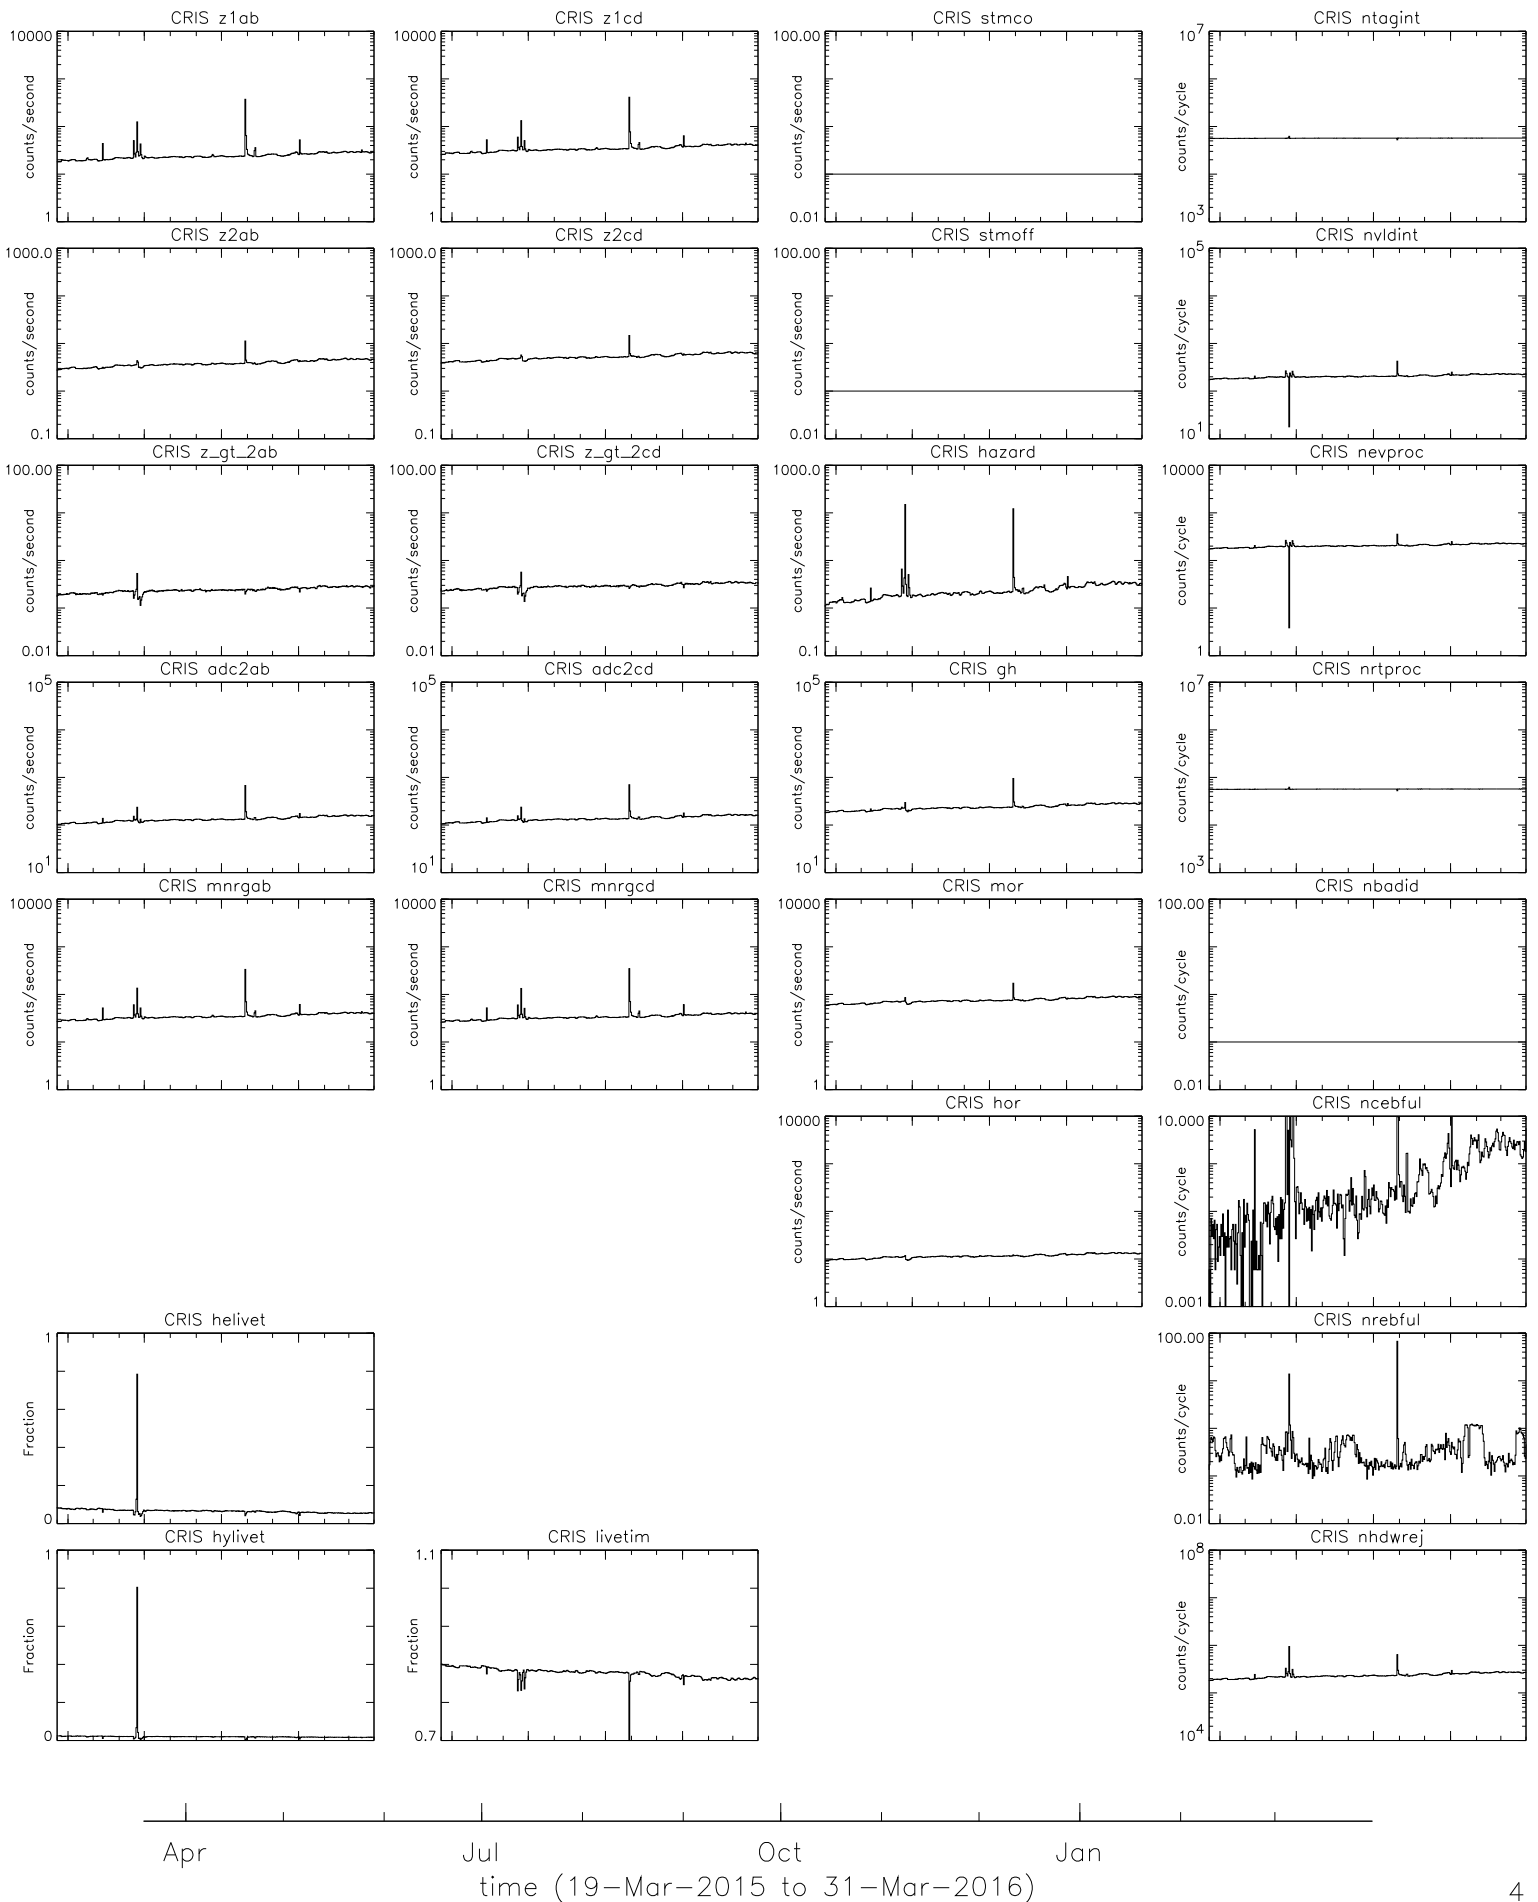 CRIS z1ab CRIS z1cd CRIS stmco CRIS ntagint
10000 10000 100.00 10^7
counts/second counts/second counts/second counts/cycle
1 1 0.01 10^3
CRIS z2ab CRIS z2cd CRIS stmoff CRIS nvldint
1000.0 1000.0 100.00 10^5
counts/second counts/second counts/second counts/cycle
0.1 0.1 0.01 10^1
CRIS z_gt_2ab CRIS z_gt_2cd CRIS hazard CRIS nevproc
100.00 100.00 1000.0 10000
counts/second counts/second counts/second counts/cycle
0.01 0.01 0.1 1
CRIS adc2ab CRIS adc2cd CRIS gh CRIS nrtproc
10^5 10^5 10^5 10^7
counts/second counts/second counts/second counts/cycle
10^1 10^1 10^1 10^3
CRIS mnrgab CRIS mnrgcd CRIS mor CRIS nbadid
10000 10000 10000 100.00
counts/second counts/second counts/second counts/cycle
1 1 1 0.01
CRIS hor CRIS ncebful
10000 10.000
counts/second counts/cycle
1 0.001
CRIS helivet CRIS nrebful
1 100.00
Fraction counts/cycle
0 0.01
CRIS hylivet CRIS livetim CRIS nhdwrej
1 1.1 10^8
Fraction Fraction counts/cycle
0 0.7 10^4
Apr Jul Oct Jan
time (19-Mar-2015 to 31-Mar-2016)
4